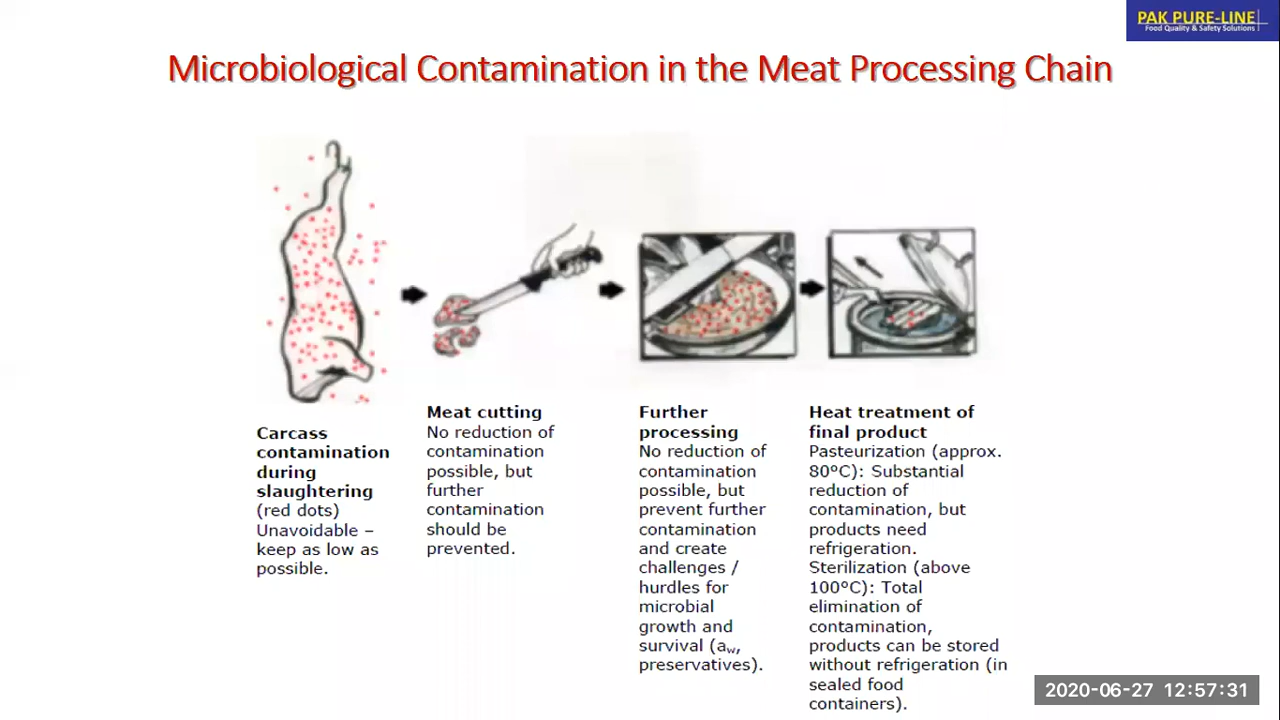 PAK PURE-LINE
Food Quality & Safety Solutions
Microbiological Contamination in the Meat Processing Chain
Carcass
contamination
during
slaughtering
(red dots)
Unavoidable –
keep as low as
possible.
Meat cutting
No reduction of
contamination
possible, but
further
contamination
should be
prevented.
Further
processing
No reduction of
contamination
possible, but
prevent further
contamination
and create
challenges /
hurdles for
microbial
growth and
survival (aw,
preservatives).
Heat treatment of
final product
Pasteurization (approx.
80ºC): Substantial
reduction of
contamination, but
products need
refrigeration.
Sterilization (above
100ºC): Total
elimination of
contamination,
products can be stored
without refrigeration (in
sealed food
containers).
2020-06-27 12:57:31